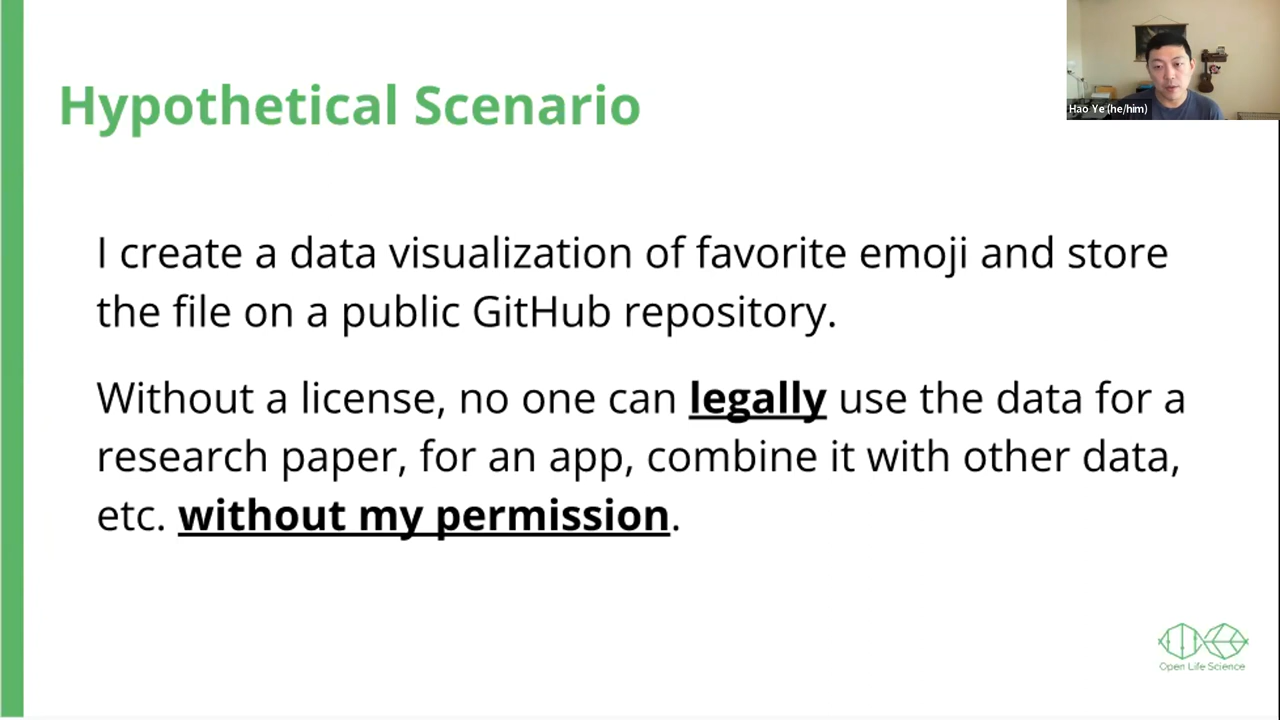 Hypothetical Scenario
Hao Ye (he/him)
I create a data visualization of favorite emoji and store
the file on a public GitHub repository.
Without a license, no one can legally use the data for a
research paper, for an app, combine it with other data,
etc. without my permission.
Open Life Science